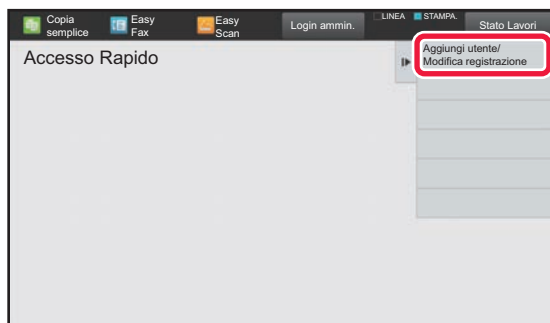 Copia
semplice
Easy
Fax
Easy
Scan
Login ammin.
LINEA
STAMPA.
Stato Lavori
Accesso Rapido
Aggiungi utente/
Modifica registrazione